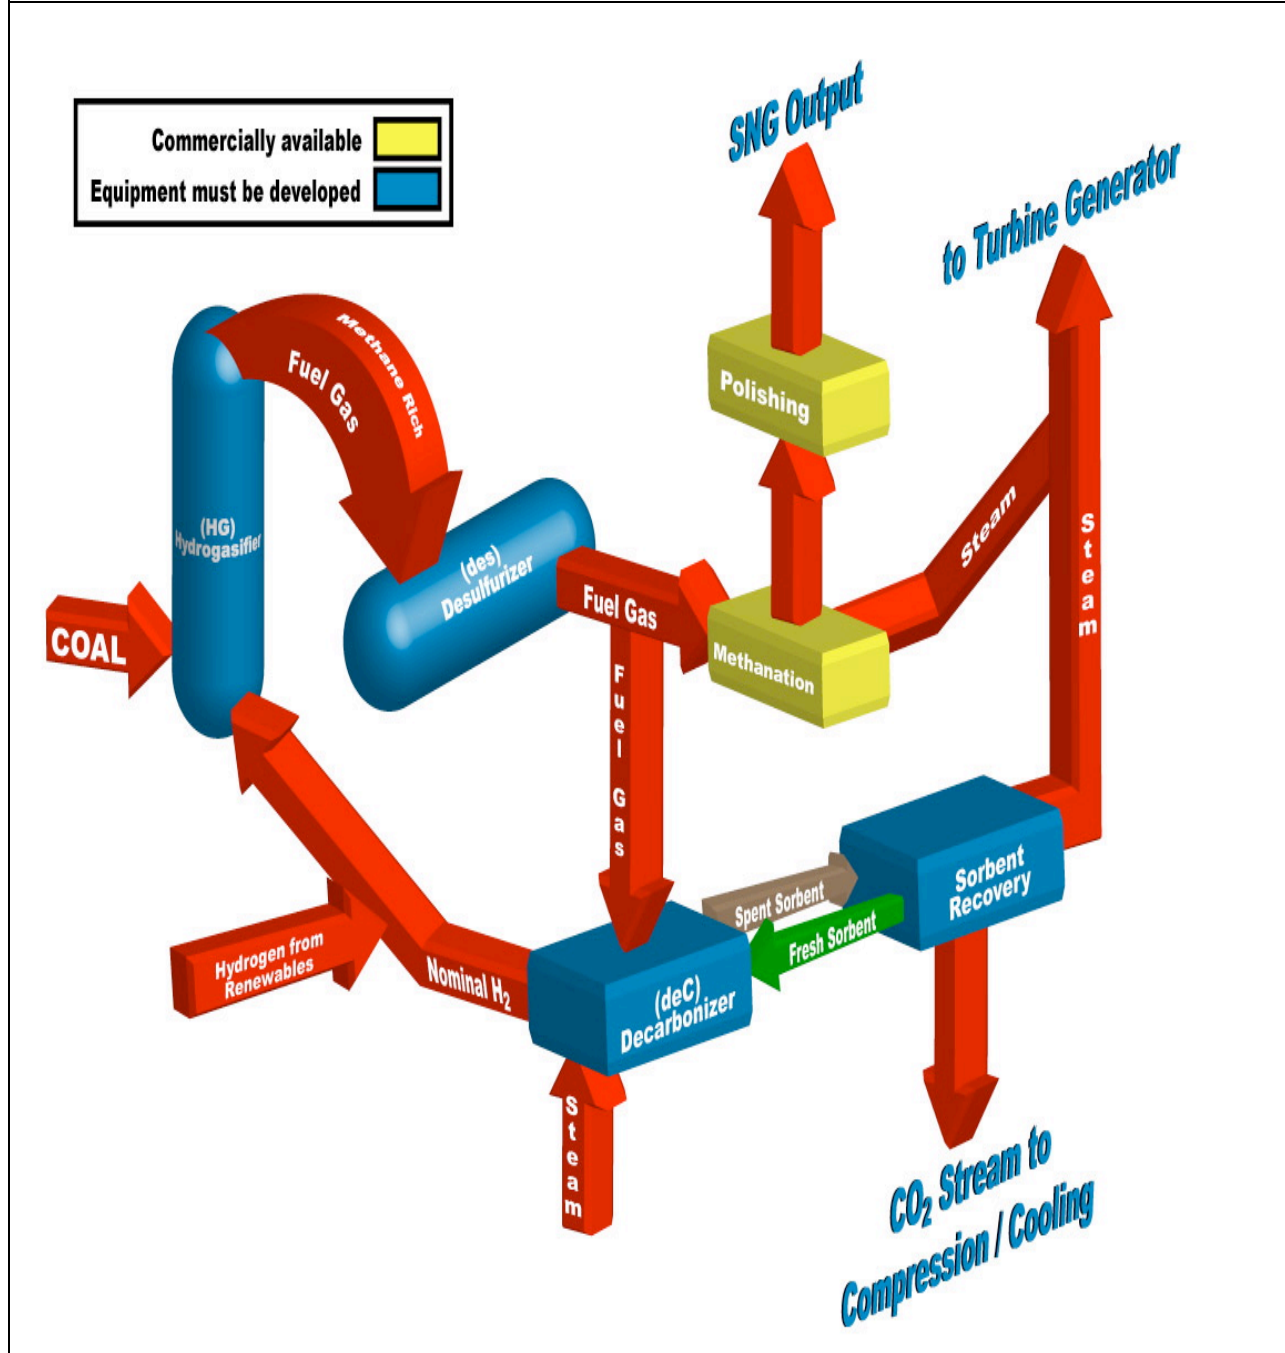 Commercially available
Equipment must be developed
SNG Output
to Turbine Generator
Methane Rich
Fuel Gas
Polishing
(HG)
Hydrogasifier
(des)
Desulfurizer
Steam
Steam
COAL
Fuel Gas
Methanation
Fuel Gas
Spent Sorbent
Fresh Sorbent
Sorbent
Recovery
Hydrogen from
Renewables
Nominal H₂
(deC)
Decarbonizer
Steam
CO₂ Stream to
Compression / Cooling